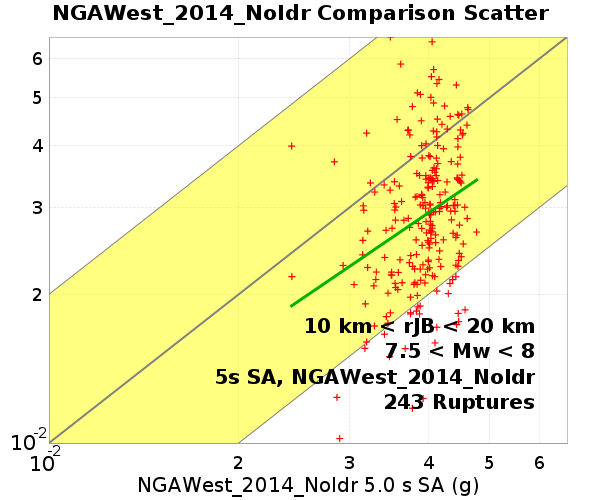 NGAWest_2014_NoIdr Comparison Scatter
6
5
4
3
2
10 km < rJB < 20 km
7.5 < Mw < 8
5s SA, NGAWest_2014_NoIdr
243 Ruptures
10-2
10-2 2 3 4 5 6
NGAWest_2014_NoIdr 5.0 s SA (g)